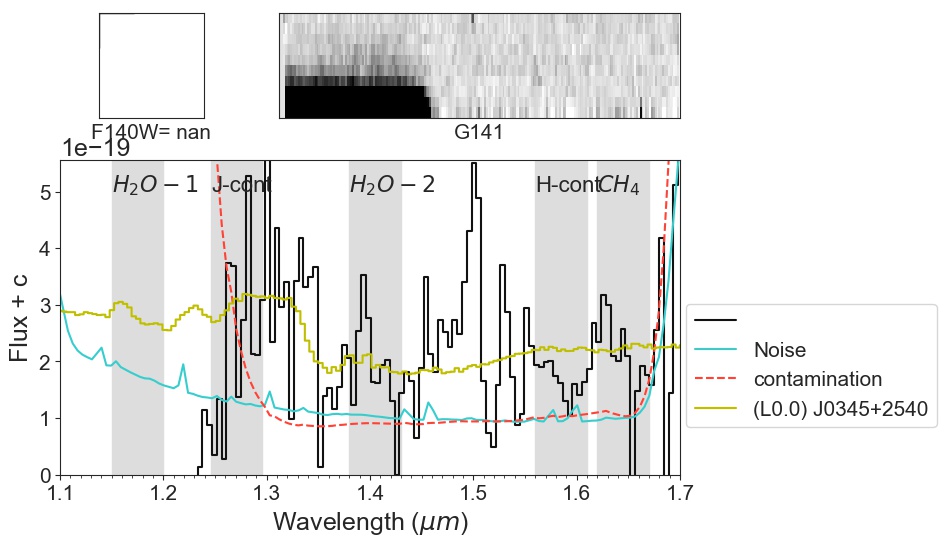 F140W= nan
G141
1e−19
H₂O − 1
J-cont
H₂O − 2
H-cont
CH₄
5
4
3
2
1
0
Flux + c
1.1
1.2
1.3
1.4
1.5
1.6
1.7
Wavelength (μm)
Noise
contamination
(L0.0) J0345+2540